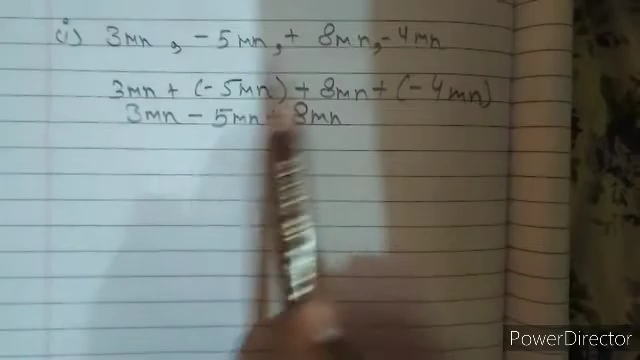 (i) 3mn, -5mn, + 8mn, -4mn
3mn + (-5mn) + 8mn + (-4mn)
3mn - 5mn + 8mn
PowerDirector